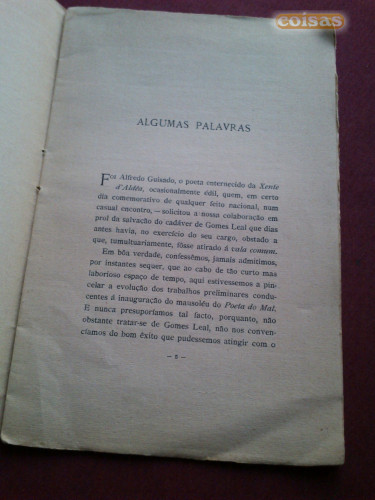 coisas
ALGUMAS PALAVRAS
Foi Alfredo Guisado, o poeta enternecido da Xente
d'Aldêa, ocasionalmente édil, quem, em certo
dia comemorativo de qualquer feito nacional, num
casual encontro, — solicitou a nossa colaboração em
prol da salvação do cadáver de Gomes Leal que dias
antes havia, no exercício do seu cargo, obstado a
que, tumultuariamente, fôsse atirado á vala comum.
Em bôa verdade, confessêmos, jamais admitimos,
por instantes sequer, que ao cabo de tão curto mas
laborioso espaço de tempo, aqui estivessemos a pin-
celar a evolução dos trabalhos preliminares condu-
centes á inauguração do mausoléu do Poeta do Mal.
E nunca presuporíamos tal facto, porquanto, não
obstante tratar-se de Gomes Leal, não nos conven-
ciamos do bom êxito que pudessemos atingir com o
— 5 —